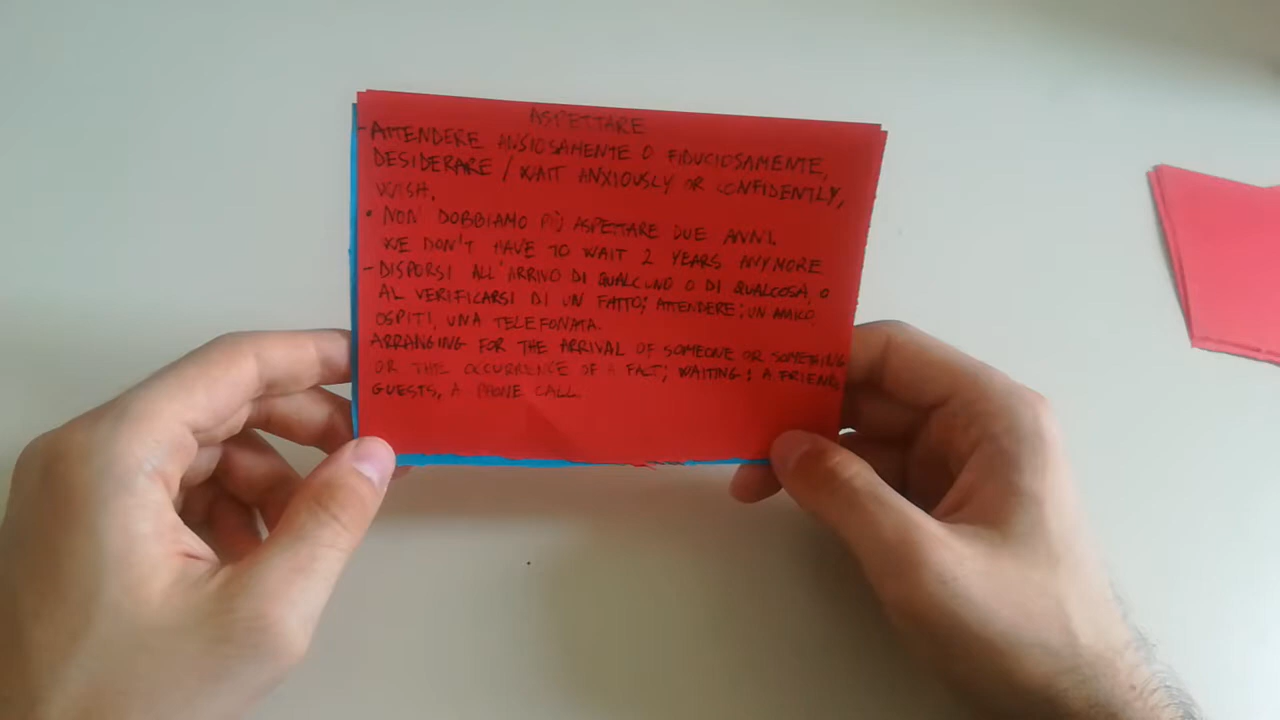 ASPETTARE
- ATTENDERE ANSIOSAMENTE O FIDUCIOSAMENTE,
DESIDERARE / WAIT ANXIOUSLY OR CONFIDENTLY,
WISH.
• NON DOBBIAMO PIÙ ASPETTARE DUE ANNI.
WE DON'T HAVE TO WAIT 2 YEARS ANYMORE
- DISPORSI ALL'ARRIVO DI QUALCUNO O DI QUALCOSA, O
AL VERIFICARSI DI UN FATTO; ATTENDERE: UN AMICO,
OSPITI, UNA TELEFONATA.
ARRANGING FOR THE ARRIVAL OF SOMEONE OR SOMETHING
OR THE OCCURRENCE OF A FACT; WAITING: A FRIEND,
GUESTS, A PHONE CALL.